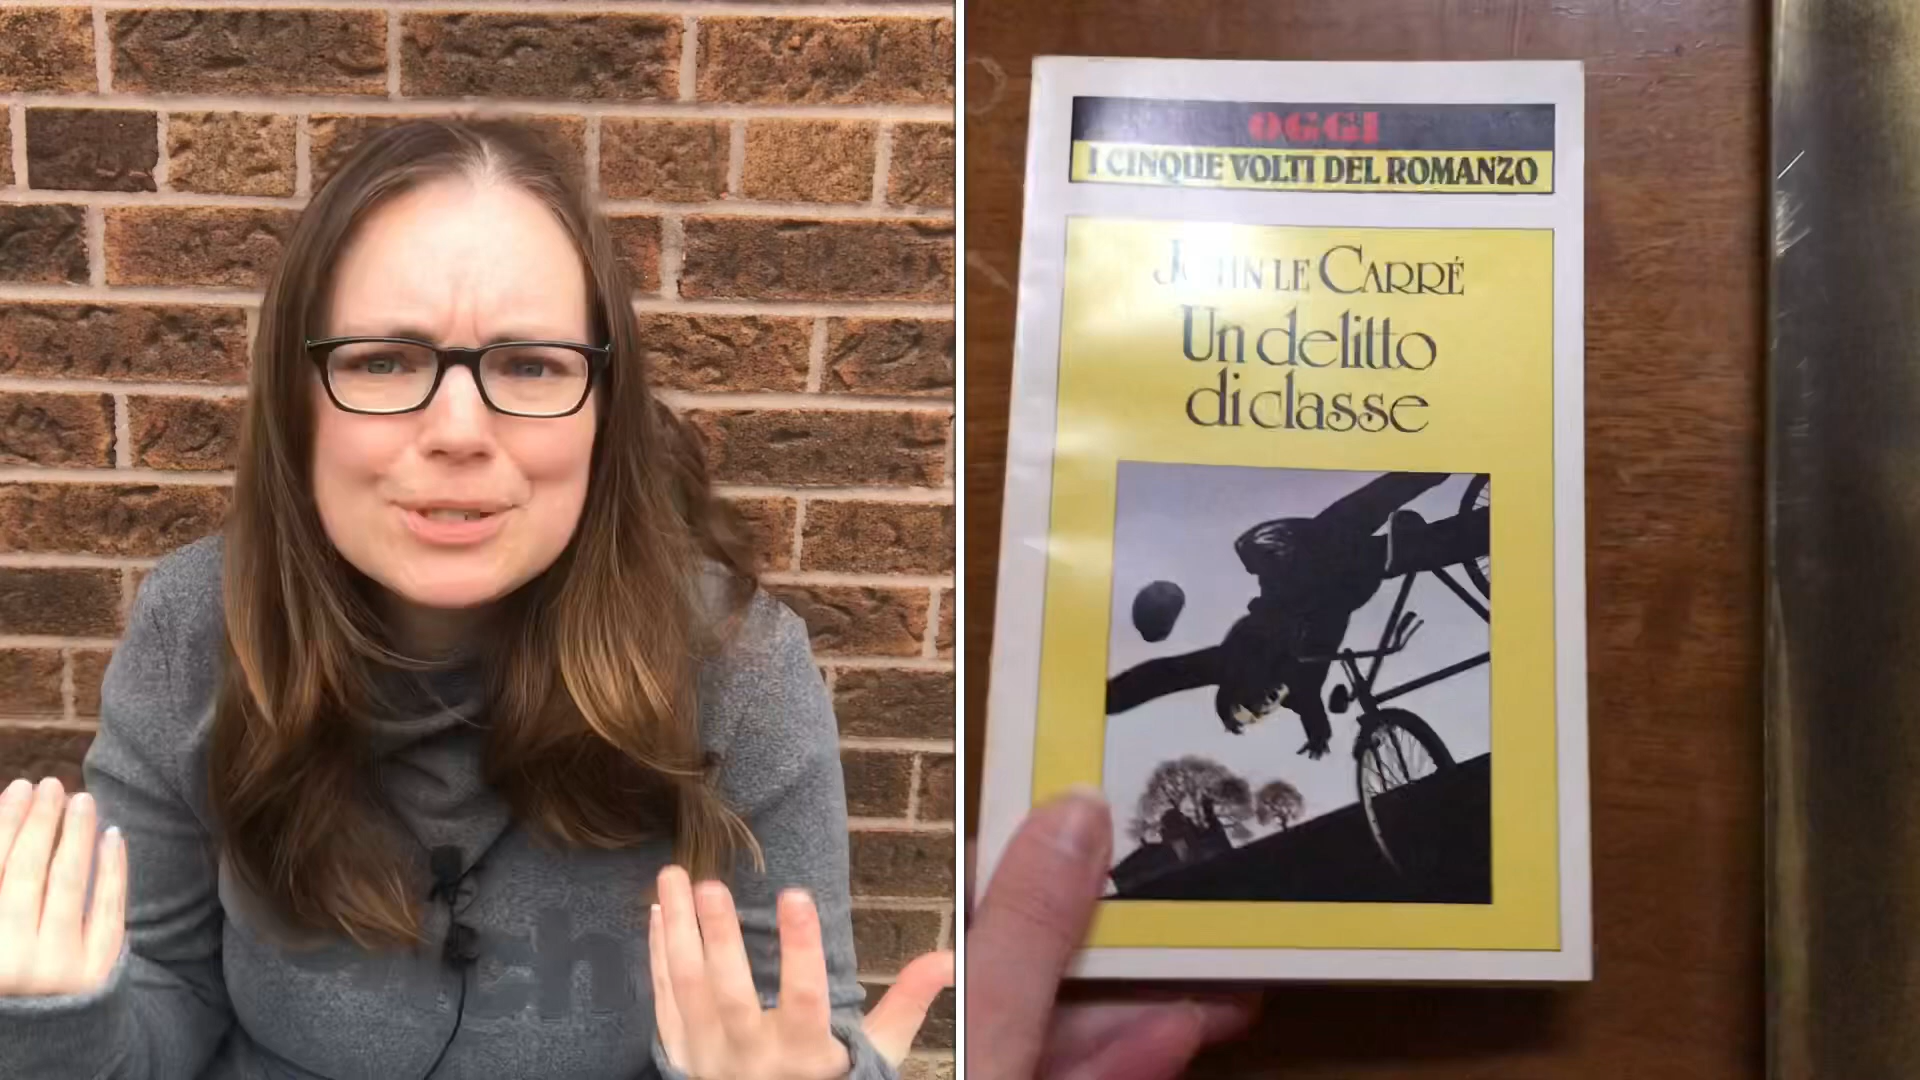 OGGI
I CINQUE VOLTI DEL ROMANZO
JOHN LE CARRÉ
Un delitto
di classe